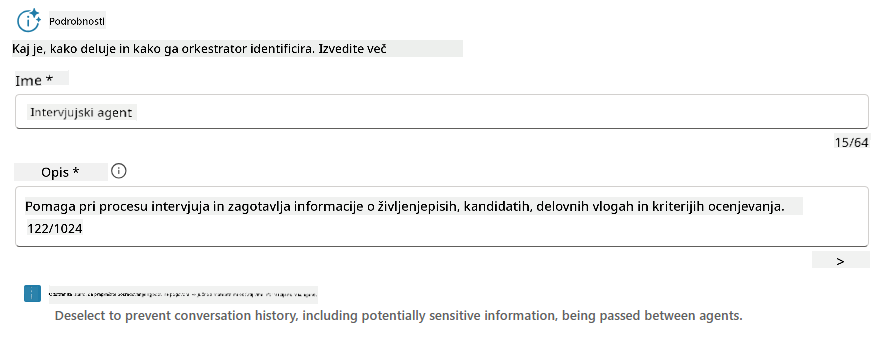 Podrobnosti
Kaj je, kako deluje in kako ga orkestrator identificira. Izvedite več
Ime *
Intervjujski agent
15/64
Opis *
Pomaga pri procesu intervjuja in zagotavlja informacije o življenjepisih, kandidatih, delovnih vlogah in kriterijih ocenjevanja.
122/1024
>
Deselect to prevent conversation history, including potentially sensitive information, being passed between agents.